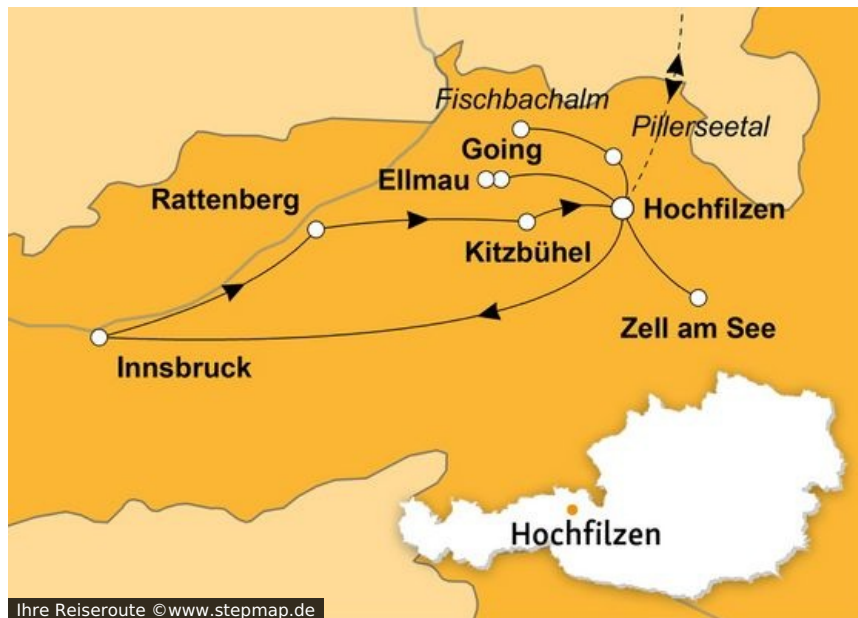 Fischbachalm
Pillerseetal
Going
Ellmau
Rattenberg
Hochfilzen
Kitzbühel
Zell am See
Innsbruck
Hochfilzen
Ihre Reiseroute ©www.stepmap.de